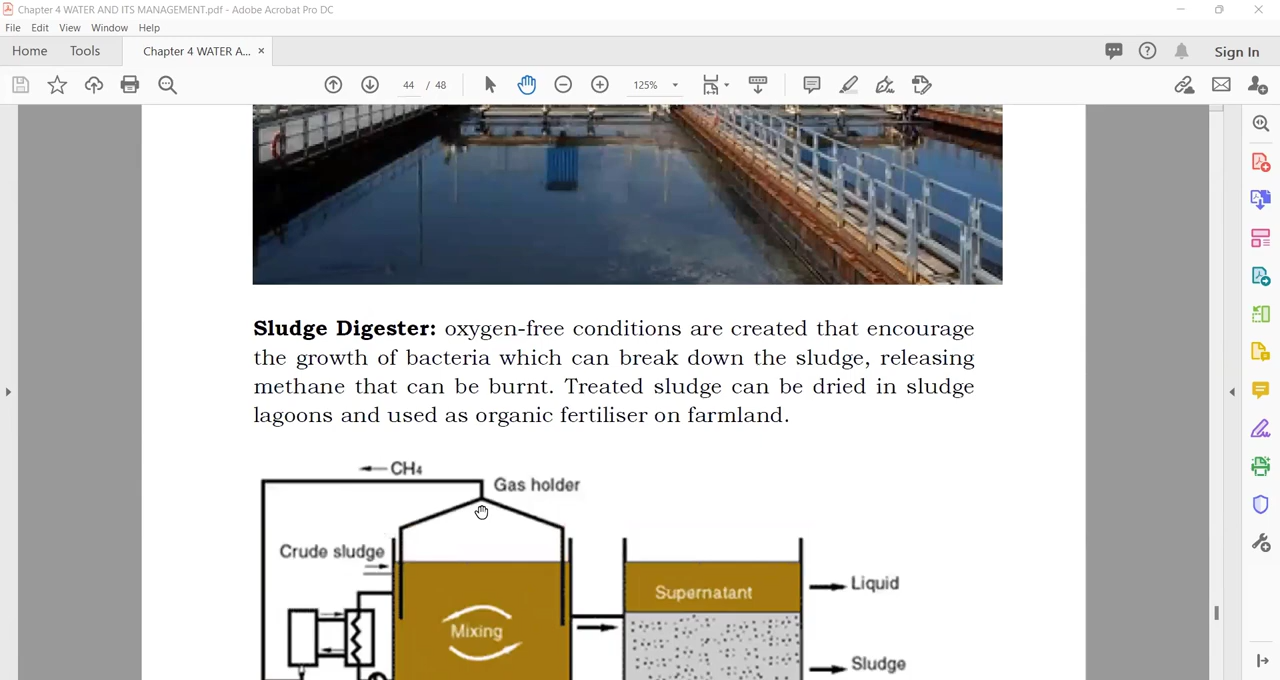 Chapter 4 WATER AND ITS MANAGEMENT.pdf - Adobe Acrobat Pro DC
File Edit View Window Help
Home Tools Chapter 4 WATER A... × Sign In
44 / 48 125%
Sludge Digester: oxygen-free conditions are created that encourage
the growth of bacteria which can break down the sludge, releasing
methane that can be burnt. Treated sludge can be dried in sludge
lagoons and used as organic fertiliser on farmland.
CH4
Gas holder
Crude sludge
Supernatant
Liquid
Mixing
Sludge